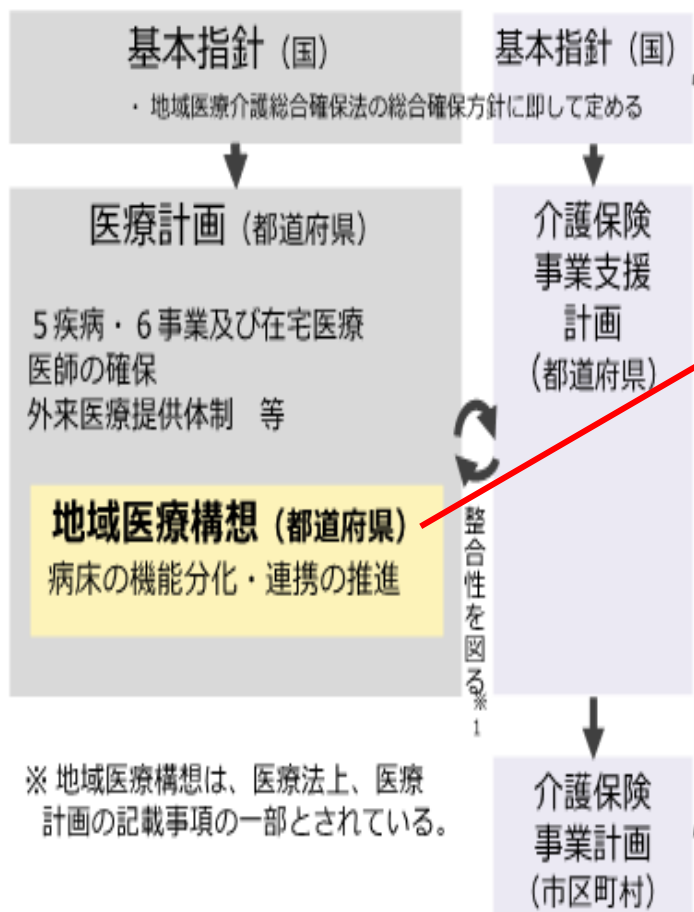 基本指針（国）
基本指針（国）
・地域医療介護総合確保法の総合確保方針に即して定める
医療計画（都道府県）
５疾病・６事業及び在宅医療
医師の確保
外来医療提供体制　等
地域医療構想（都道府県）
病床の機能分化・連携の推進
整合性を図る※1
介護保険
事業支援
計画
（都道府県）
※ 地域医療構想は、医療法上、医療
計画の記載事項の一部とされている。
介護保険
事業計画
（市区町村）